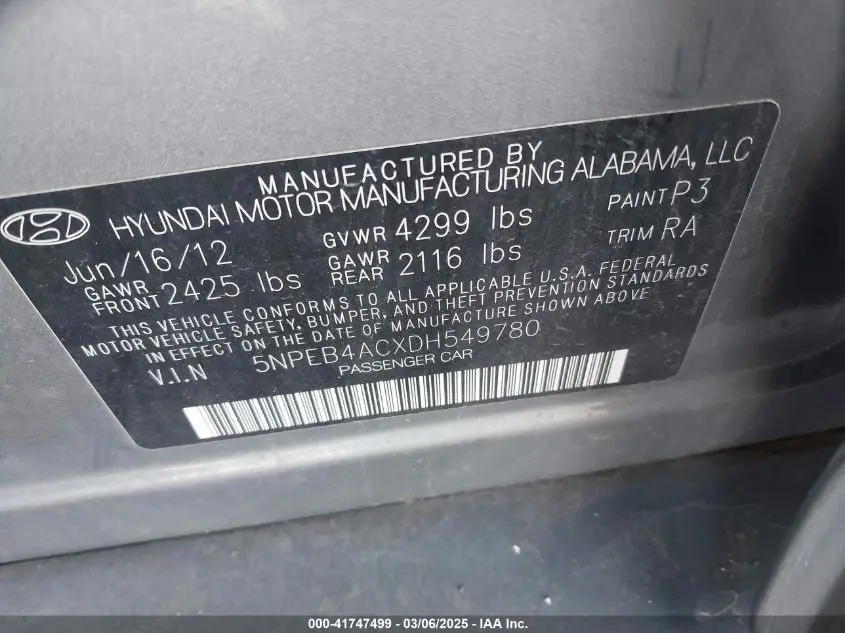 MANUFACTURED BY
HYUNDAI MOTOR MANUFACTURING ALABAMA, LLC
Jun/16/12 GVWR 4299 lbs PAINT P3
GAWR FRONT 2425 lbs GAWR REAR 2116 lbs TRIM RA
THIS VEHICLE CONFORMS TO ALL APPLICABLE U.S.A. FEDERAL
MOTOR VEHICLE SAFETY, BUMPER, AND THEFT PREVENTION STANDARDS
IN EFFECT ON THE DATE OF MANUFACTURE SHOWN ABOVE
V.I.N 5NPEB4ACXDH549780
PASSENGER CAR
000-41747499 - 03/06/2025 - IAA Inc.